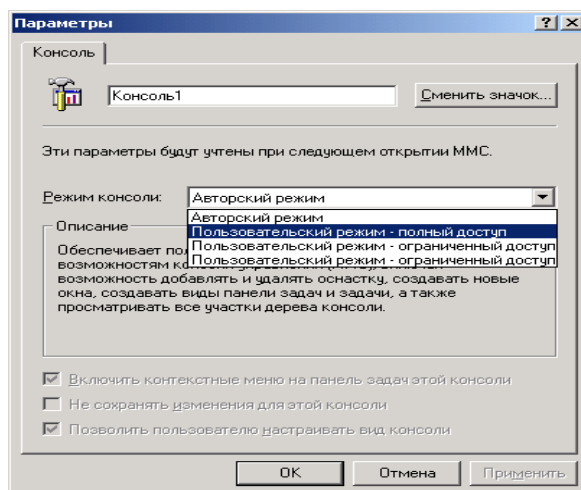 Параметры
Консоль
Консоль1
Сменить значок...
Эти параметры будут учтены при следующем открытии MMC.
Режим консоли:
Авторский режим
Авторский режим
Пользовательский режим - полный доступ
Пользовательский режим - ограниченный доступ
Пользовательский режим - ограниченный доступ
Описание
Обеспечивает
возможностям
возможность добавлять и удалять оснастку, создавать новые
окна, создавать виды панели задач и задачи, а также
просматривать все участки дерева консоли.
Включить контекстные меню на панель задач этой консоли
Не сохранять изменения для этой консоли
Позволить пользователю настраивать вид консоли
OK
Отмена
Применить